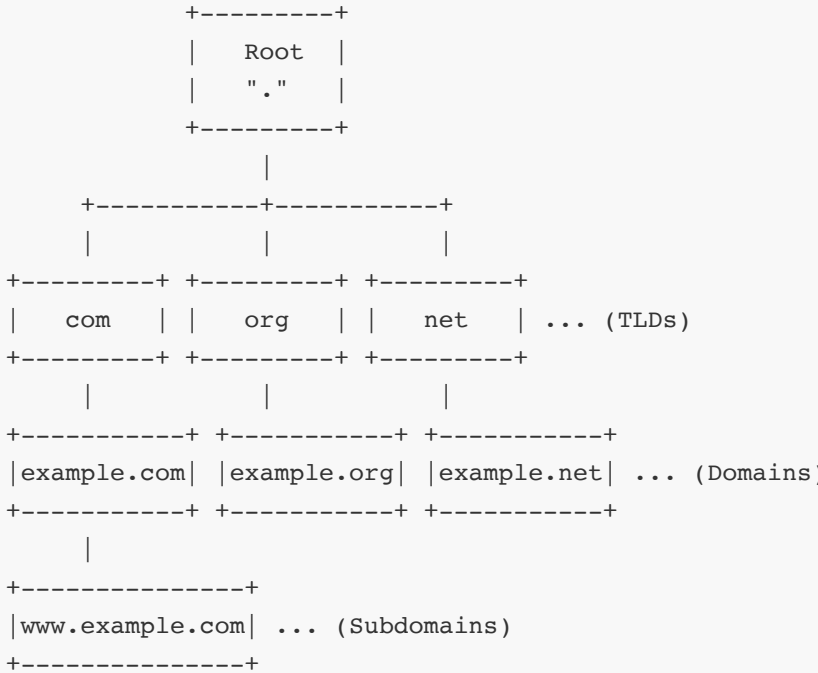 +---------+
|   Root  |
|   "."   |
+---------+
|
+-----------+-----------+
|           |           |
+---------+ +---------+ +---------+
|   com   | |   org   | |   net   | ... (TLDs)
+---------+ +---------+ +---------+
|           |           |
+-----------+ +-----------+ +-----------+
|example.com| |example.org| |example.net| ... (Domains)
+-----------+ +-----------+ +-----------+
|
+---------------+
|www.example.com| ... (Subdomains)
+---------------+